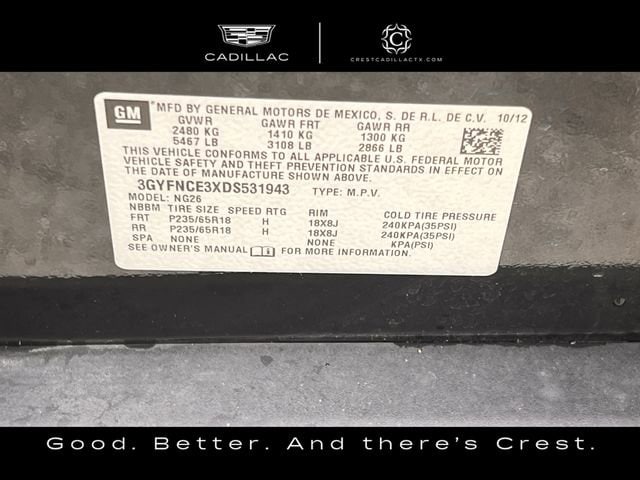 CADILLAC
CRESTCADILLACTX.COM
GM
MFD BY GENERAL MOTORS DE MEXICO, S. DE R.L. DE C.V. 10/12
GVWR GAWR FRT GAWR RR
2480 KG 1410 KG 1300 KG
5467 LB 3108 LB 2866 LB
THIS VEHICLE CONFORMS TO ALL APPLICABLE U.S. FEDERAL MOTOR
VEHICLE SAFETY AND THEFT PREVENTION STANDARDS IN EFFECT ON
THE DATE OF MANUFACTURE SHOWN ABOVE.
3GYFNCE3XDS531943 TYPE: M.P.V.
MODEL: NG26
NBBM TIRE SIZE SPEED RTG RIM COLD TIRE PRESSURE
FRT P235/65R18 H 18X8J 240KPA(35PSI)
RR P235/65R18 H 18X8J 240KPA(35PSI)
SPA NONE NONE KPA(PSI)
SEE OWNER'S MANUAL FOR MORE INFORMATION.
Good. Better. And there's Crest.